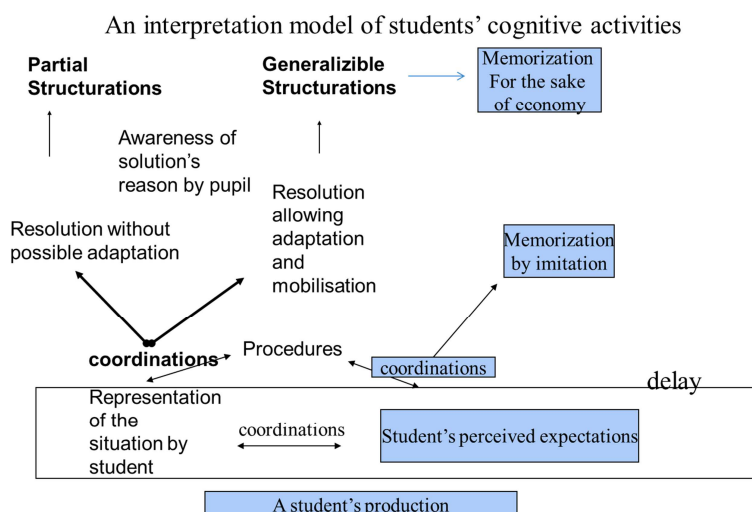 An interpretation model of students' cognitive activities
Partial
Structurations
Generalizible
Structurations
Memorization
For the sake
of economy
Awareness of
solution's
reason by pupil
Resolution
allowing
adaptation
and
mobilisation
Resolution without
possible adaptation
Memorization
by imitation
coordinations
Procedures
coordinations
delay
Representation
of the
situation by
student
coordinations
Student's perceived expectations
A student's production